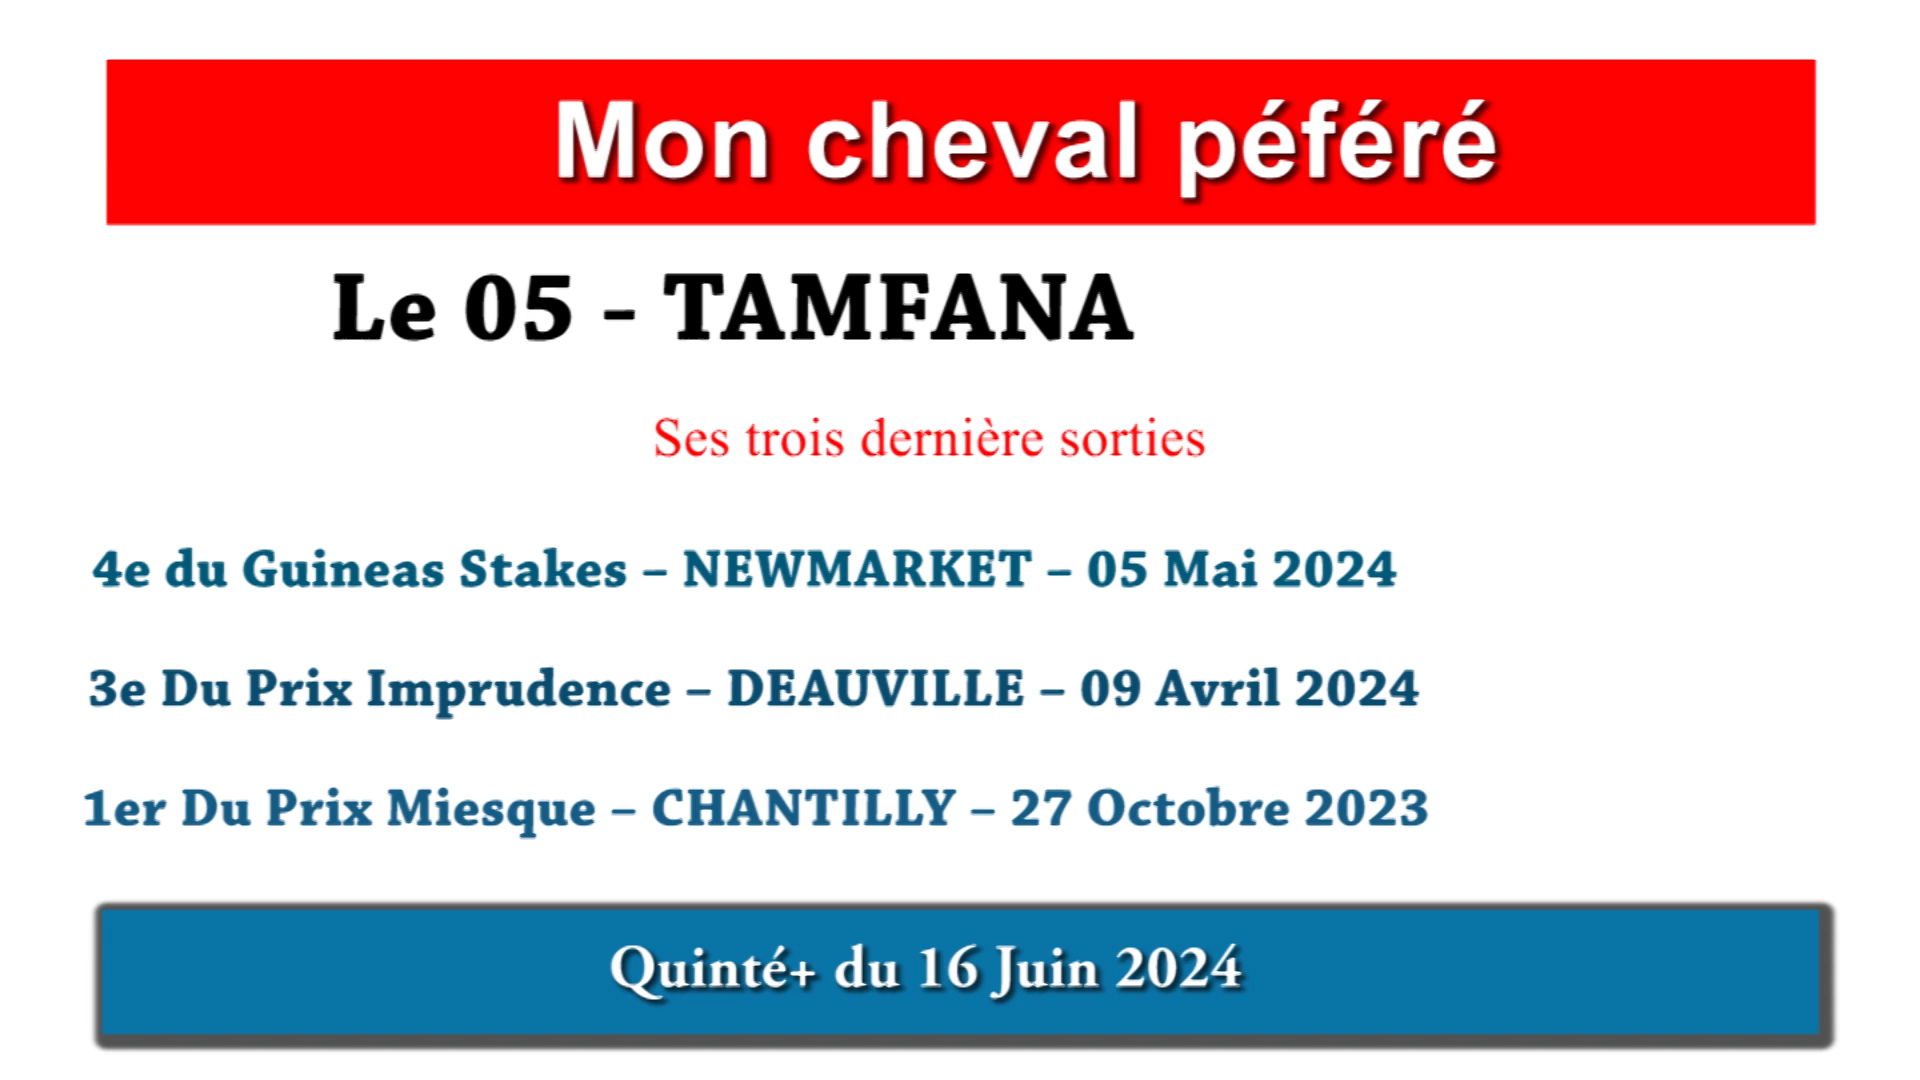 Mon cheval péféré
Le 05 - TAMFANA
Ses trois dernière sorties
4e du Guineas Stakes – NEWMARKET – 05 Mai 2024
3e Du Prix Imprudence – DEAUVILLE – 09 Avril 2024
1er Du Prix Miesque – CHANTILLY – 27 Octobre 2023
Quinté+ du 16 Juin 2024